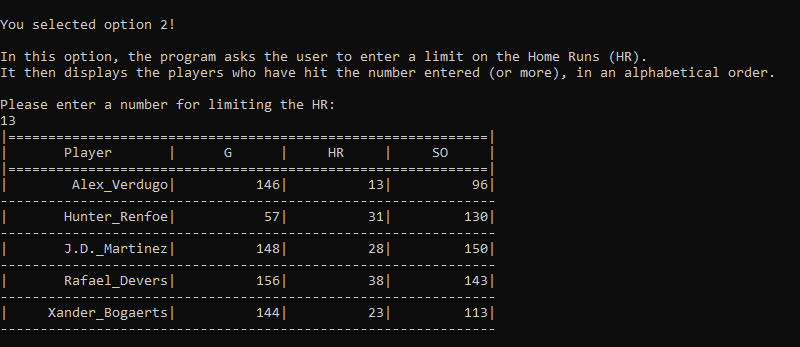 You selected option 2!
In this option, the program asks the user to enter a limit on the Home Runs (HR).
It then displays the players who have hit the number entered (or more), in an alphabetical order.
Please enter a number for limiting the HR:
13
|============================================================|
|       Player       |      G      |     HR     |     SO     |
|============================================================|
|        Alex_Verdugo|          146|          13|          96|
--------------------------------------------------------------
|       Hunter_Renfoe|           57|          31|         130|
--------------------------------------------------------------
|       J.D._Martinez|          148|          28|         150|
--------------------------------------------------------------
|       Rafael_Devers|          156|          38|         143|
--------------------------------------------------------------
|     Xander_Bogaerts|          144|          23|         113|
--------------------------------------------------------------